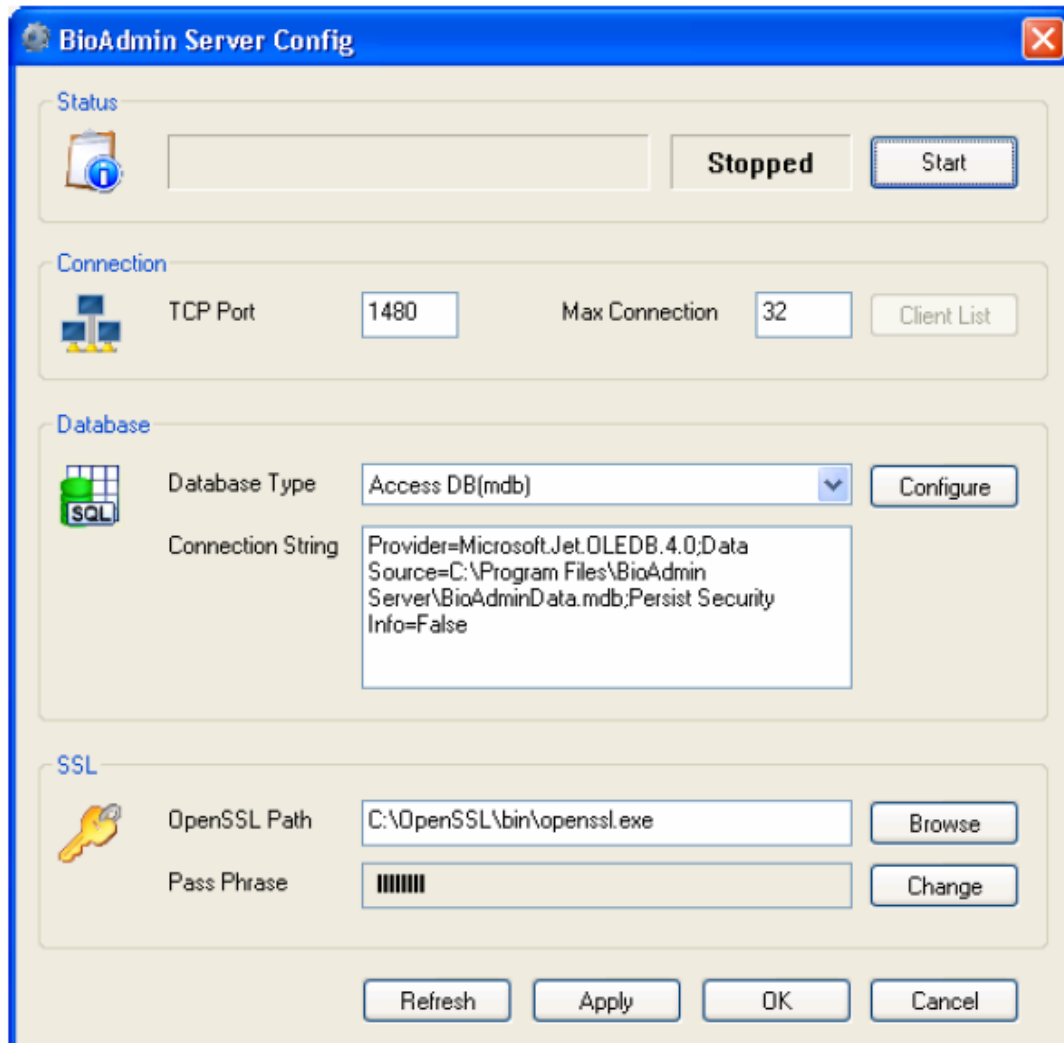 BioAdmin Server Config
Status
Stopped
Start
Connection
TCP Port
1480
Max Connection
32
Client List
Database
Database Type
Access DB(mdb)
Configure
SQL
Connection String
Provider=Microsoft.Jet.OLEDB.4.0;Data
Source=C:\Program Files\BioAdmin
Server\BioAdminData.mdb;Persist Security
Info=False
SSL
OpenSSL Path
C:\OpenSSL\bin\openssl.exe
Browse
Pass Phrase
Change
Refresh
Apply
OK
Cancel